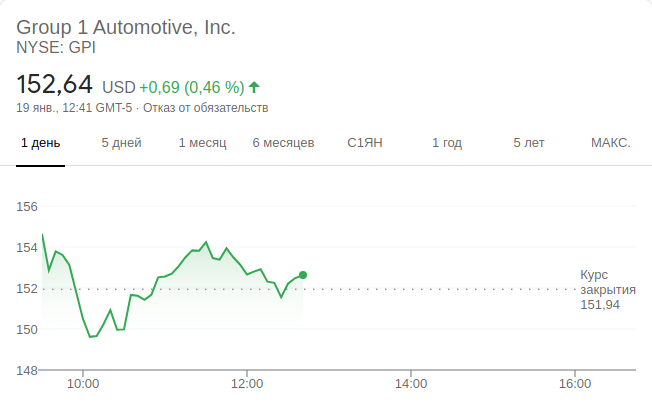 Group 1 Automotive, Inc.
NYSE: GPI
152,64 USD +0,69 (0,46 %)
19 янв., 12:41 GMT-5 · Отказ от обязательств
1 день 5 дней 1 месяц 6 месяцев С1ЯН 1 год 5 лет МАКС.
156
154
152
150
148
Курс
закрытия
151,94
10:00 12:00 14:00 16:00